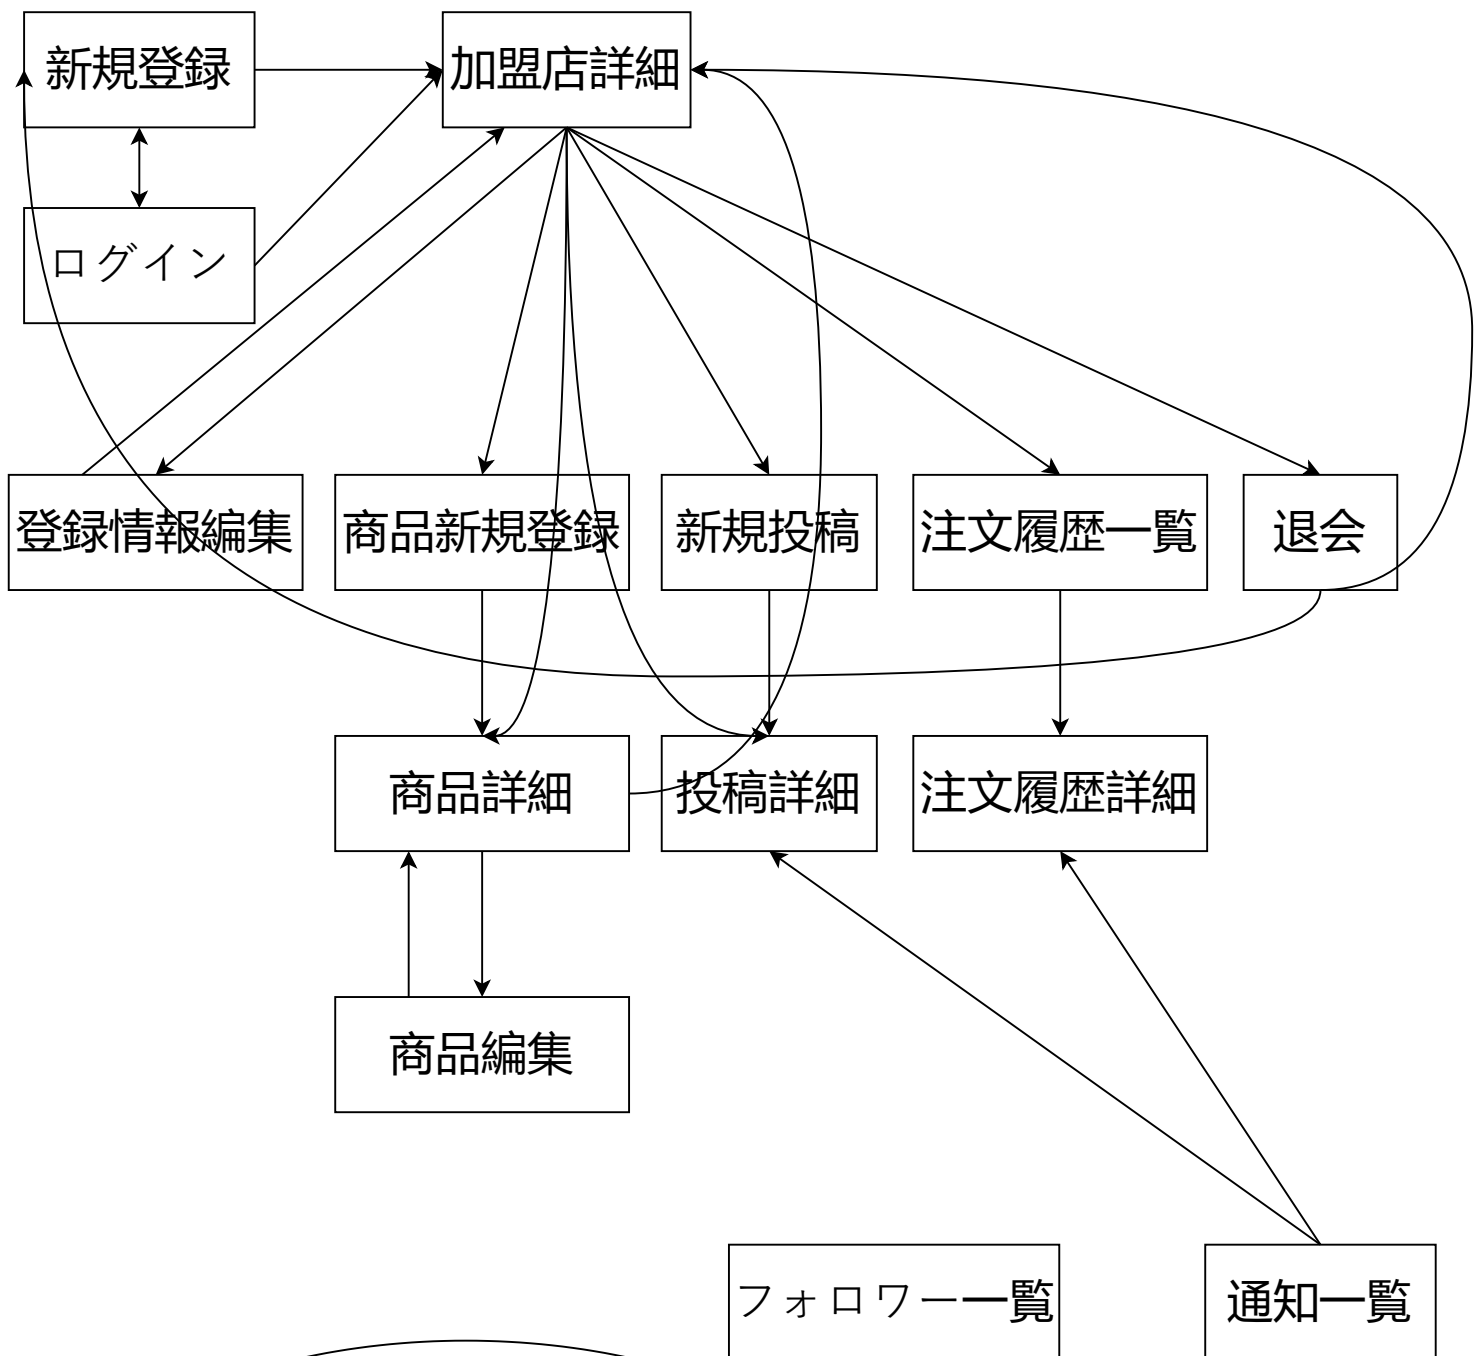 新規登録
加盟店詳細
ログイン
登録情報編集
商品新規登録
新規投稿
注文履歴一覧
退会
商品詳細
投稿詳細
注文履歴詳細
商品編集
フォロワー一覧
通知一覧